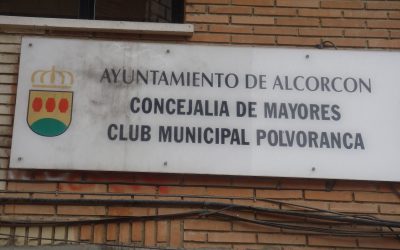 AYUNTAMIENTO DE ALCORCON
CONCEJALIA DE MAYORES
CLUB MUNICIPAL POLVORANCA